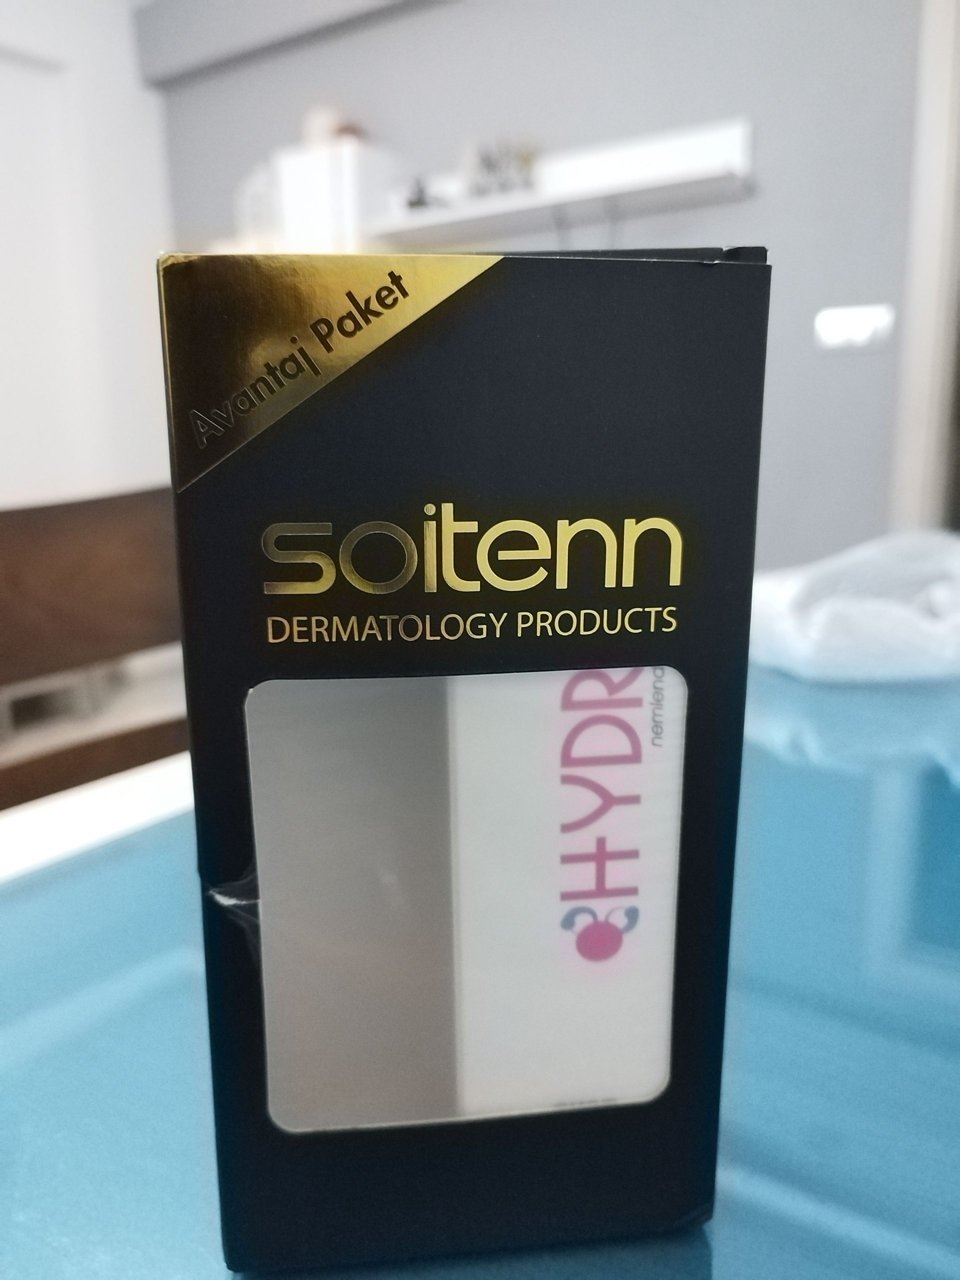 Avantaj Paket
soitenn
DERMATOLOGY PRODUCTS
HYDR
nemlend